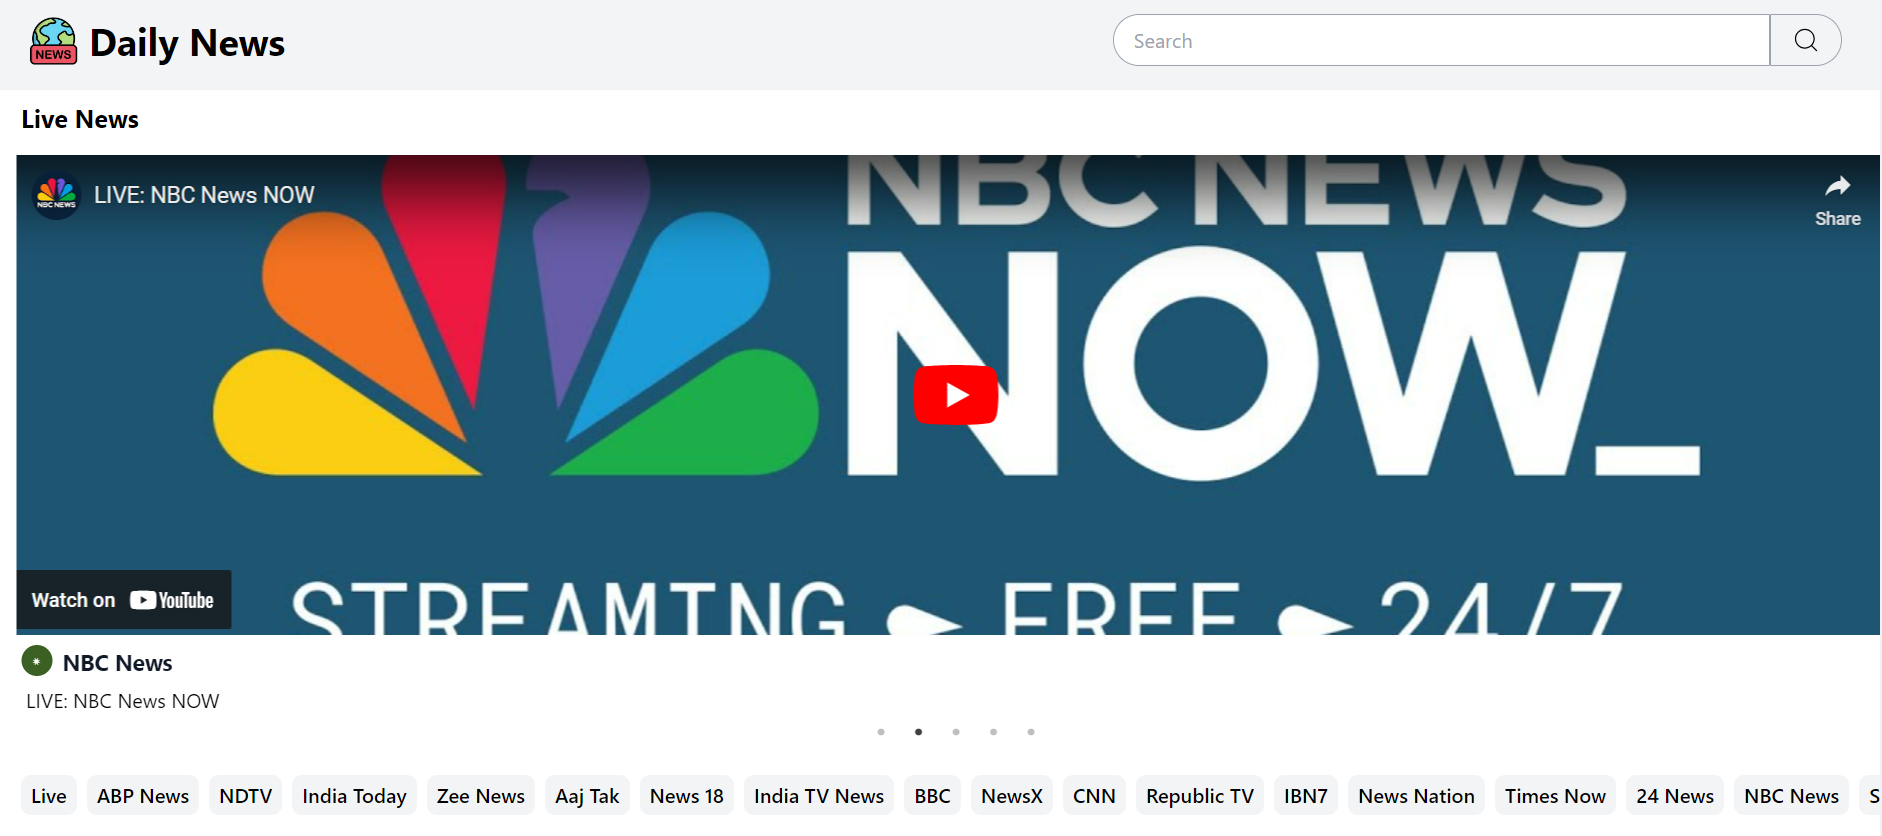 NEWS
Daily News
Search
Live News
NBC NEWS
LIVE: NBC News NOW
NBC NEWS
NOW_
Share
Watch on YouTube
STREAMING FREE 24/7
NBC News
LIVE: NBC News NOW
Live ABP News NDTV India Today Zee News Aaj Tak News 18 India TV News BBC NewsX CNN Republic TV IBN7 News Nation Times Now 24 News NBC News S